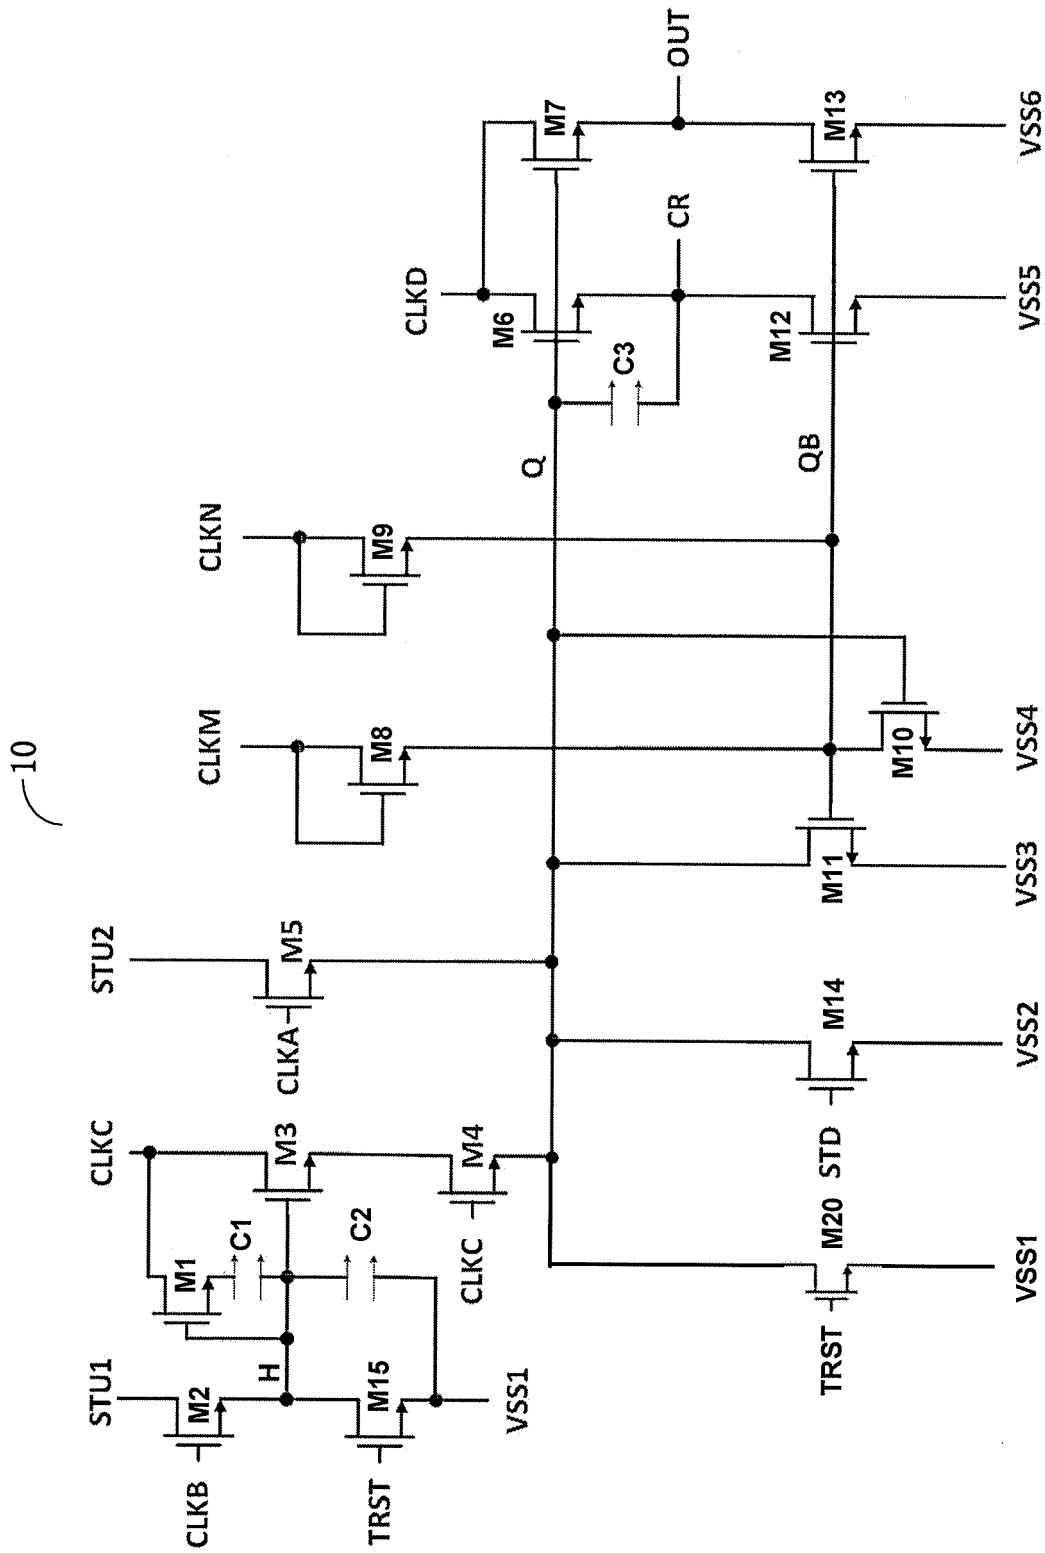 10
STU1
CLKC
STU2
CLKM
CLKN
CLKD
CLKB
M2
M1
C1
H
M3
CLKA
M5
M8
M9
M6
M7
TRST
M15
C2
VSS1
CLKC
M4
Q
C3
CR
OUT
QB
TRST
M20
STD
M14
M11
M10
M12
M13
VSS1
VSS2
VSS3
VSS4
VSS5
VSS6